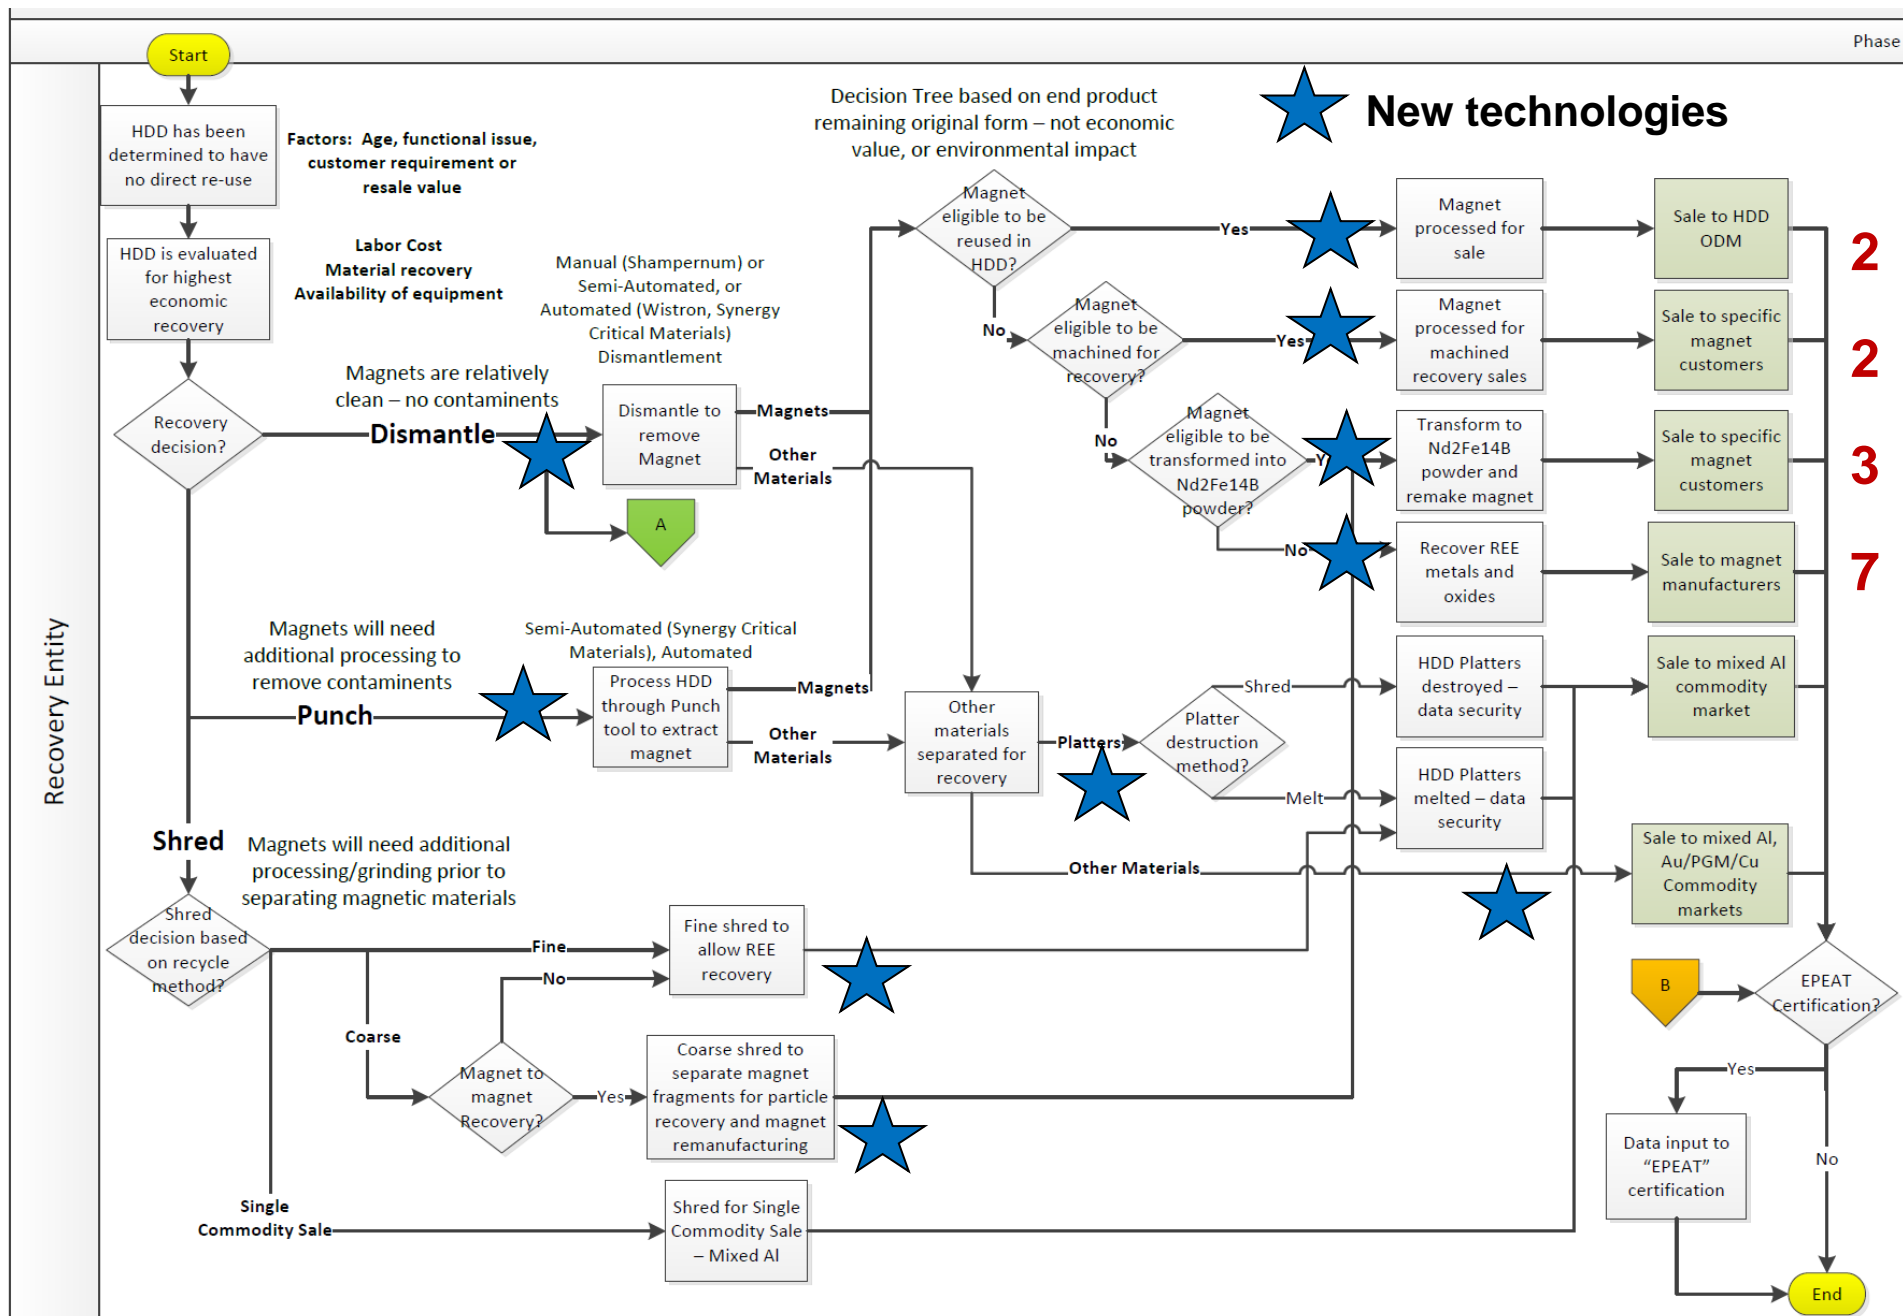 Phase
Start
New technologies
Decision Tree based on end product
remaining original form – not economic
value, or environmental impact
HDD has been
determined to have
no direct re-use
Factors:  Age, functional issue,
customer requirement or
resale value
HDD is evaluated
for highest
economic
recovery
Labor Cost
Material recovery
Availability of equipment
Manual (Shampernum) or
Semi-Automated, or
Automated (Wistron, Synergy
Critical Materials)
Dismantlement
Magnet
eligible to be
reused in
HDD?
Yes
Magnet
processed for
sale
Sale to HDD
ODM
2
No
Magnet
eligible to be
machined for
recovery?
Yes
Magnet
processed for
machined
recovery sales
Sale to specific
magnet
customers
2
Recovery
decision?
Magnets are relatively
clean – no contaminents
Dismantle
Dismantle to
remove
Magnet
Magnets
Other
Materials
A
No
Magnet
eligible to be
transformed into
Nd2Fe14B
powder?
Y
Transform to
Nd2Fe14B
powder and
remake magnet
Sale to specific
magnet
customers
3
No
Recover REE
metals and
oxides
Sale to magnet
manufacturers
7
Recovery Entity
Magnets will need
additional processing to
remove contaminents
Punch
Semi-Automated (Synergy Critical
Materials), Automated
Process HDD
through Punch
tool to extract
magnet
Magnets
Other
Materials
Other
materials
separated for
recovery
Platters
Platter
destruction
method?
Shred
HDD Platters
destroyed –
data security
Sale to mixed Al
commodity
market
Melt
HDD Platters
melted – data
security
Other Materials
Sale to mixed Al,
Au/PGM/Cu
Commodity
markets
Shred
Magnets will need additional
processing/grinding prior to
separating magnetic materials
Shred
decision based
on recycle
method?
Fine
Fine shred to
allow REE
recovery
No
Coarse
Magnet to
magnet
Recovery?
Yes
Coarse shred to
separate magnet
fragments for particle
recovery and magnet
remanufacturing
Single
Commodity Sale
Shred for Single
Commodity Sale
– Mixed Al
B
EPEAT
Certification?
Yes
Data input to
“EPEAT”
certification
No
End